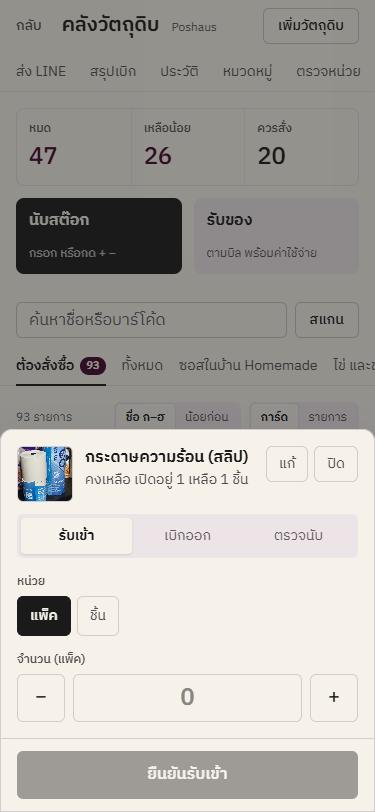 กลับ คลังวัตถุดิบ Poshaus เพิ่มวัตถุดิบ
ส่ง LINE สรุปเบิก ประวัติ หมวดหมู่ ตรวจหน่วย
หมด เหลือน้อย ควรสั่ง
47 26 20
นับสต๊อก รับของ
กรอก หรือกด + − ตามบิล พร้อมค่าใช้จ่าย
ค้นหาชื่อหรือบาร์โค้ด สแกน
ต้องสั่งซื้อ 93 ทั้งหมด ซอสในบ้าน Homemade ไข่ และ
93 รายการ ชื่อ ก–ฮ น้อยก่อน การ์ด รายการ
กระดาษความร้อน (สลิป) แก้ ปิด
คงเหลือ เปิดอยู่ 1 เหลือ 1 ชิ้น
รับเข้า เบิกออก ตรวจนับ
หน่วย
แพ็ค ชิ้น
จำนวน (แพ็ค)
− 0 +
ยืนยันรับเข้า